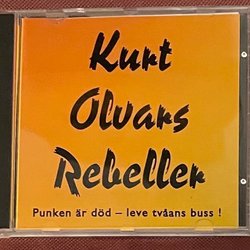 Kurt
Olvars
Rebeller
Punken är död – leve tvåans buss !